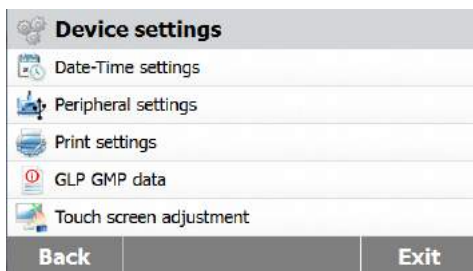 Device settings
Date-Time settings
Peripheral settings
Print settings
GLP GMP data
Touch screen adjustment
Back Exit